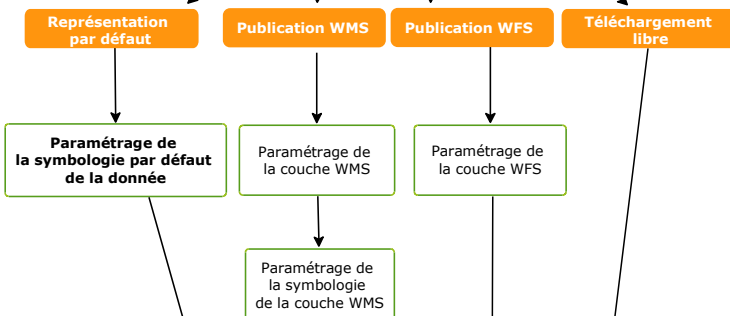 Représentation
par défaut
Publication WMS
Publication WFS
Téléchargement
libre
Paramétrage de
la symbologie par défaut
de la donnée
Paramétrage de
la couche WMS
Paramétrage de
la couche WFS
Paramétrage de
la symbologie
de la couche WMS